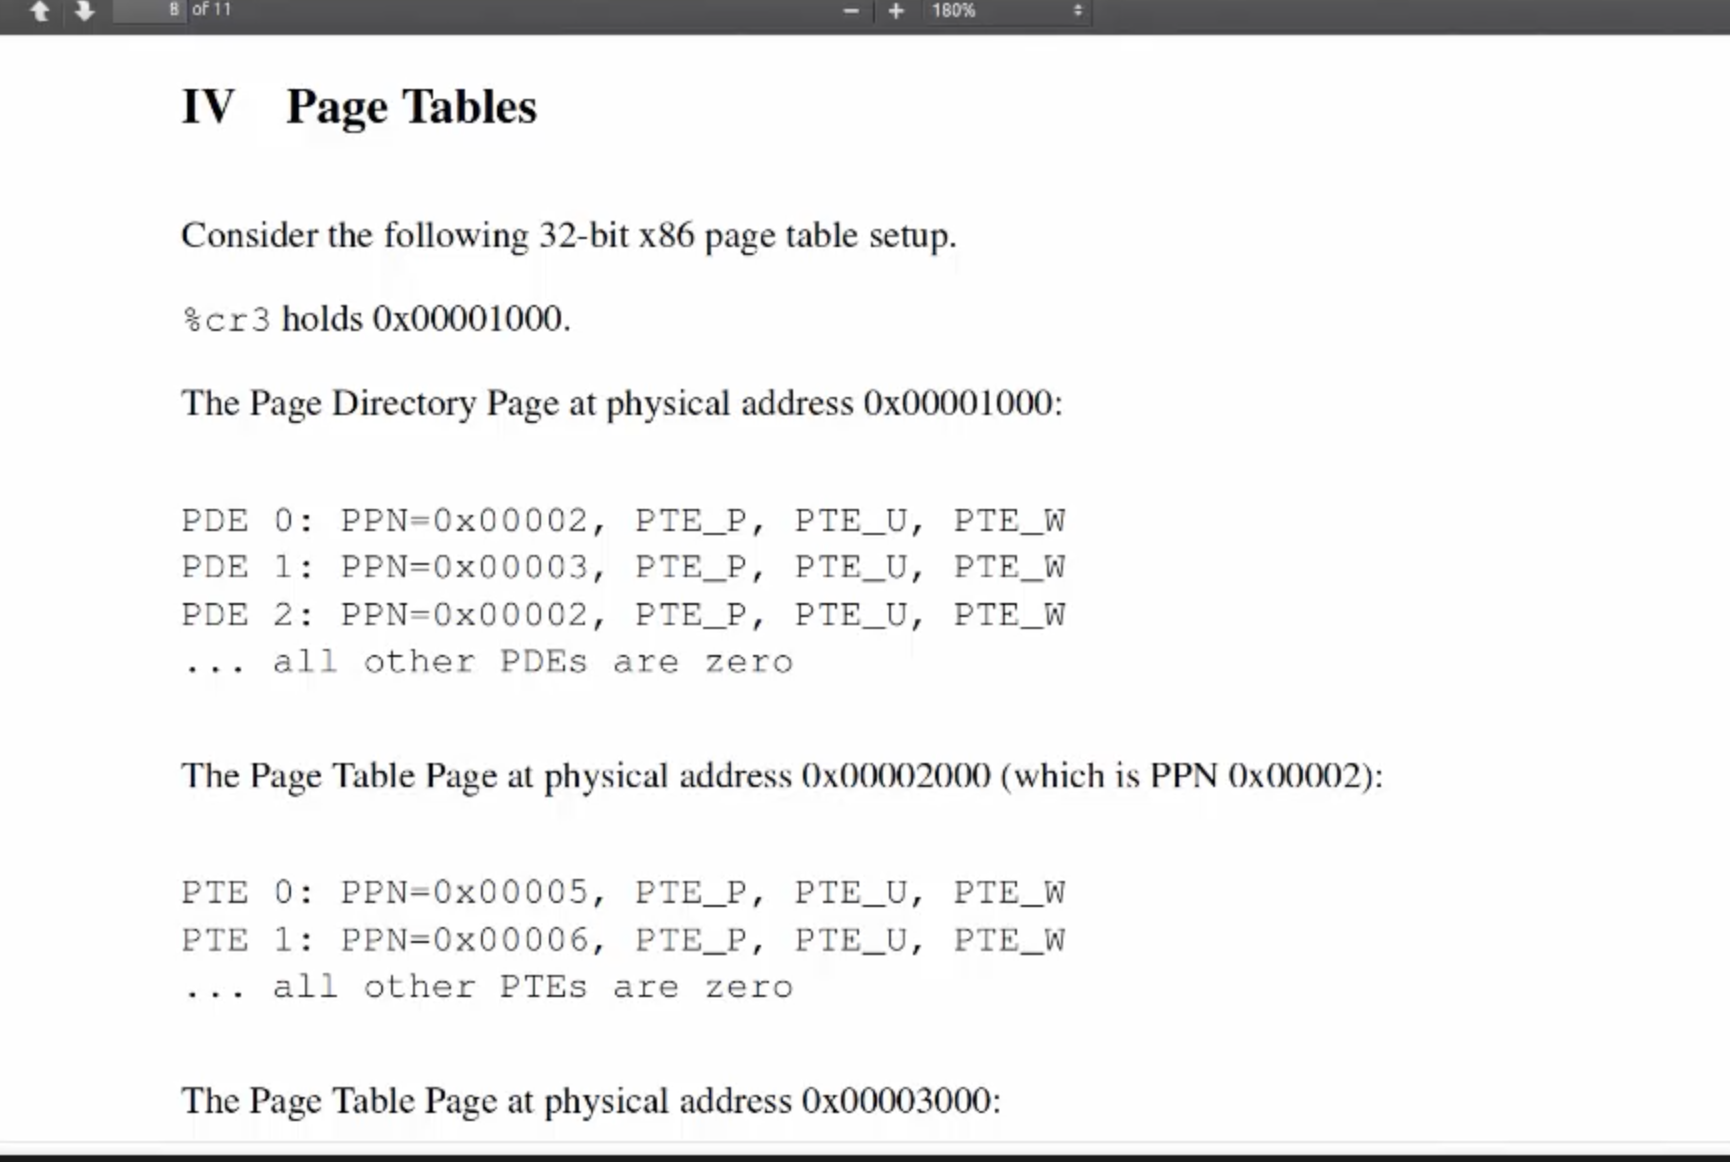 8 of 11 − + 180%
IV Page Tables
Consider the following 32-bit x86 page table setup.
%cr3 holds 0x00001000.
The Page Directory Page at physical address 0x00001000:
PDE 0: PPN=0x00002, PTE_P, PTE_U, PTE_W
PDE 1: PPN=0x00003, PTE_P, PTE_U, PTE_W
PDE 2: PPN=0x00002, PTE_P, PTE_U, PTE_W
... all other PDEs are zero
The Page Table Page at physical address 0x00002000 (which is PPN 0x00002):
PTE 0: PPN=0x00005, PTE_P, PTE_U, PTE_W
PTE 1: PPN=0x00006, PTE_P, PTE_U, PTE_W
... all other PTEs are zero
The Page Table Page at physical address 0x00003000: